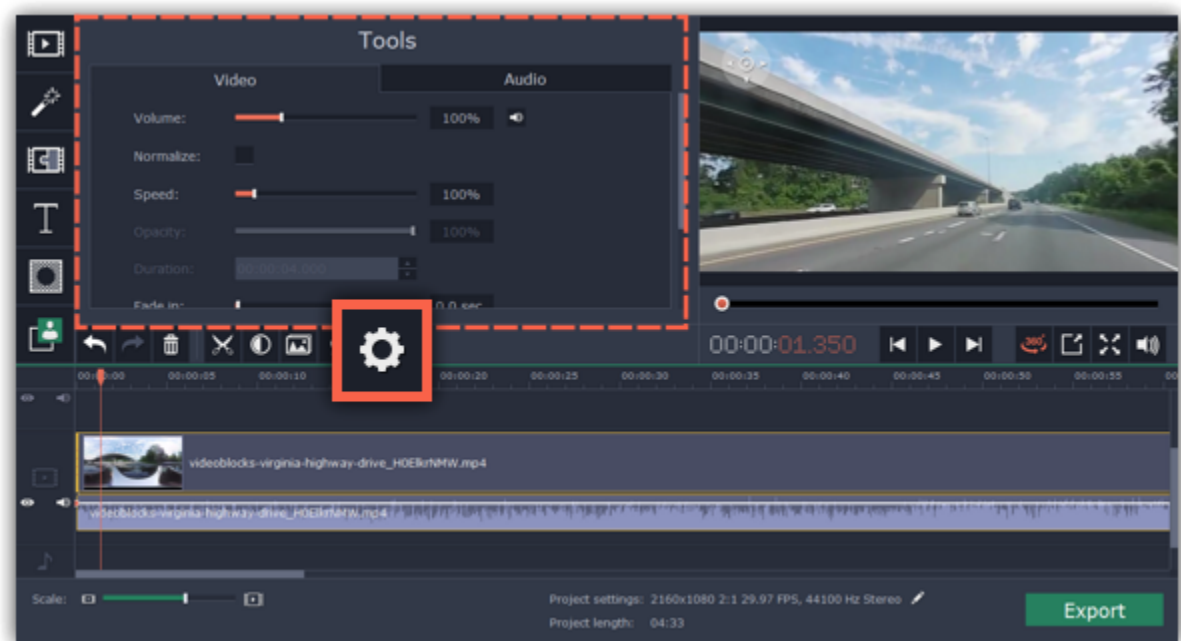 Tools
Video Audio
Volume: 100%
Normalize:
Speed: 100%
Opacity: 100%
Duration: 00:00:04.000
Fade in: 0.0 sec
T
00:00:01.350 360°
00:00:05 00:00:10 00:00:20 00:00:25 00:00:30 00:00:35 00:00:40 00:00:45 00:00:50 00:00:55 00
videoblocks-virginia-highway-drive_H0ElkrNMW.mp4
videoblocks-virginia-highway-drive_H0ElkrNMW.mp4
Scale: Project settings: 2160x1080 2:1 29.97 FPS, 44100 Hz Stereo
Export
Project length: 04:33